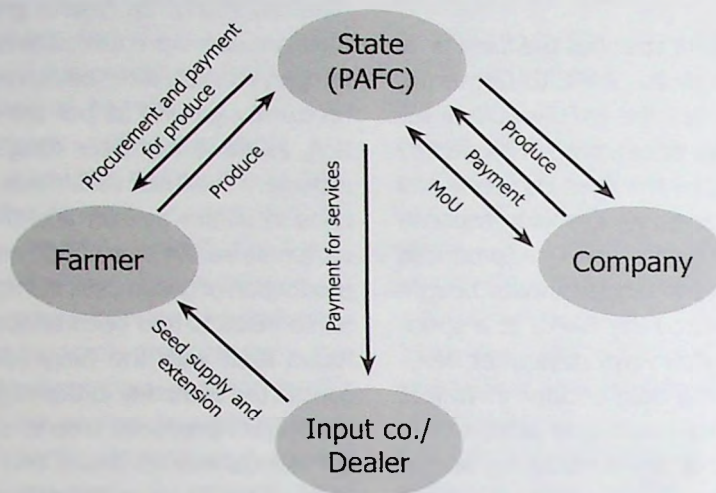 State
(PAFC)
Procurement and payment
for produce
Produce
Produce
Payment
MoU
Farmer
Payment for services
Company
Seed supply and
extension
Input co./
Dealer